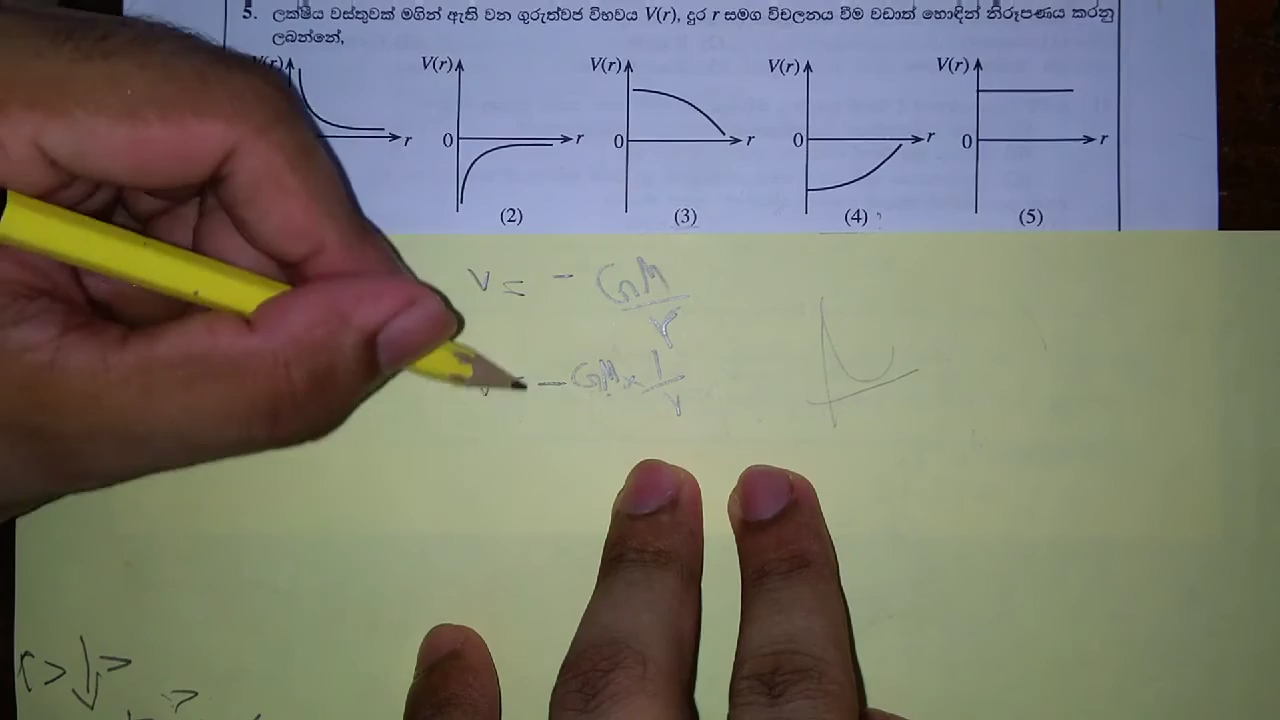 5. ලක්ෂීය වස්තුවක් මගින් ඇති වන ගුරුත්වජ විභවය V(r), දුර r සමග විචලනය වීම වඩාත් හොඳින් නිරූපණය කරනු
ලබන්නේ,
V(r) V(r) V(r) V(r) V(r)
r 0 r 0 r 0 r 0 r
(2) (3) (4) (5)
V = - GM/r
- GM × 1/r